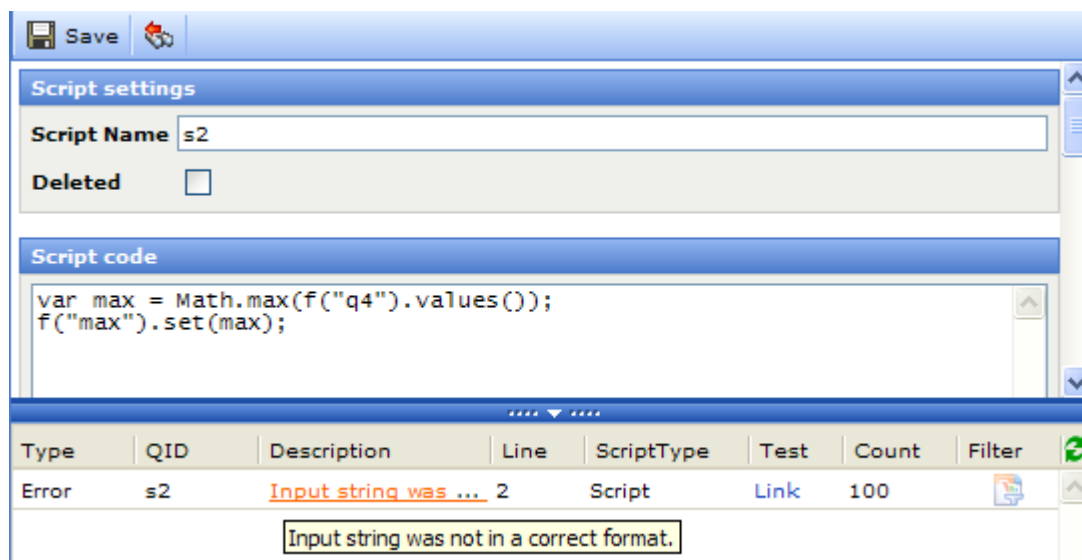 Save
Script settings
Script Name s2
Deleted
Script code
var max = Math.max(f("q4").values());
f("max").set(max);
Type QID Description Line ScriptType Test Count Filter
Error s2 Input string was ... 2 Script Link 100
Input string was not in a correct format.